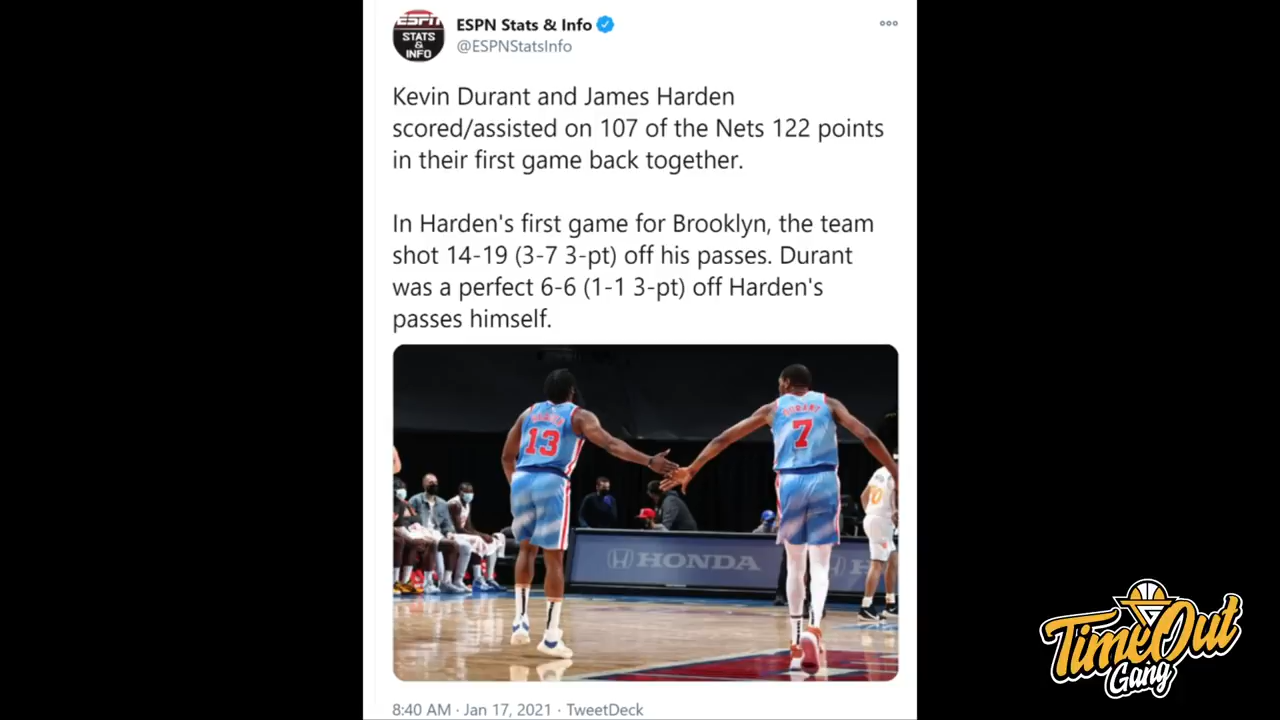 ESPN
STATS
&
INFO
ESPN Stats & Info
@ESPNStatsInfo
Kevin Durant and James Harden
scored/assisted on 107 of the Nets 122 points
in their first game back together.
In Harden's first game for Brooklyn, the team
shot 14-19 (3-7 3-pt) off his passes. Durant
was a perfect 6-6 (1-1 3-pt) off Harden's
passes himself.
HARDEN
13
DURANT
7
HONDA
H
8:40 AM · Jan 17, 2021 · TweetDeck
TimeOut
Gang